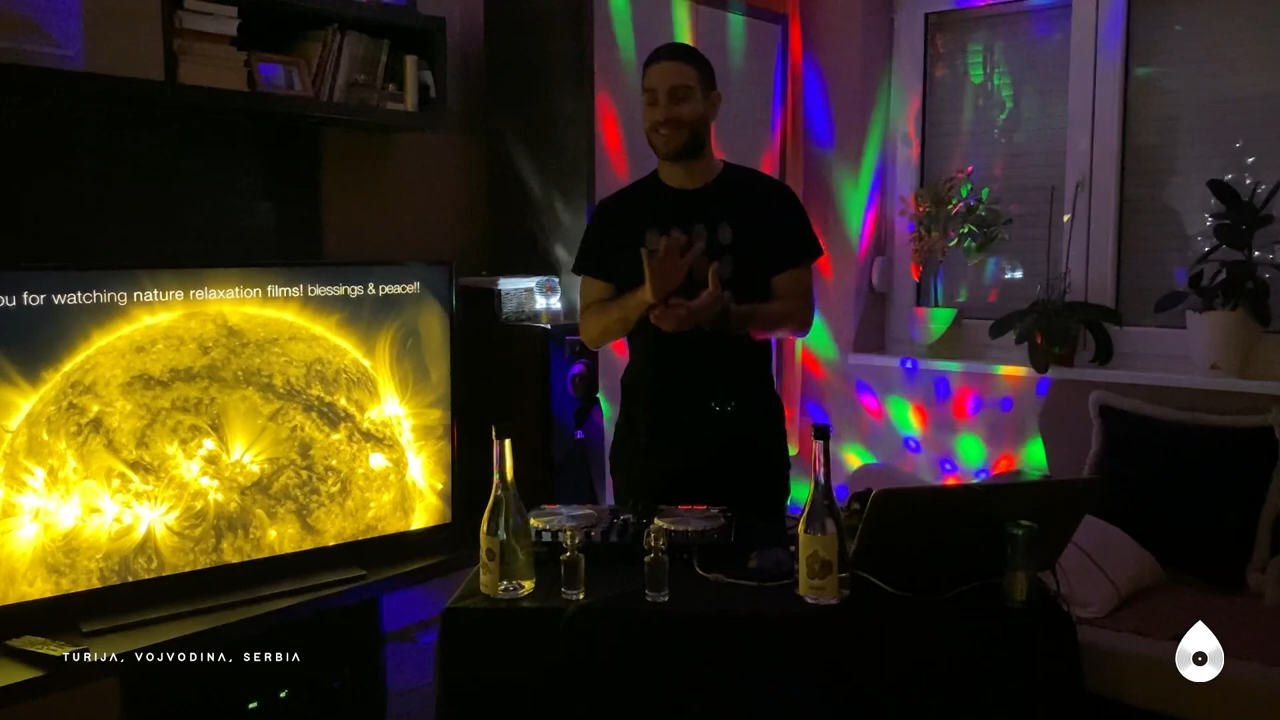 ou for watching nature relaxation films! blessings & peace!!
TURIJA, VOJVODINA, SERBIA